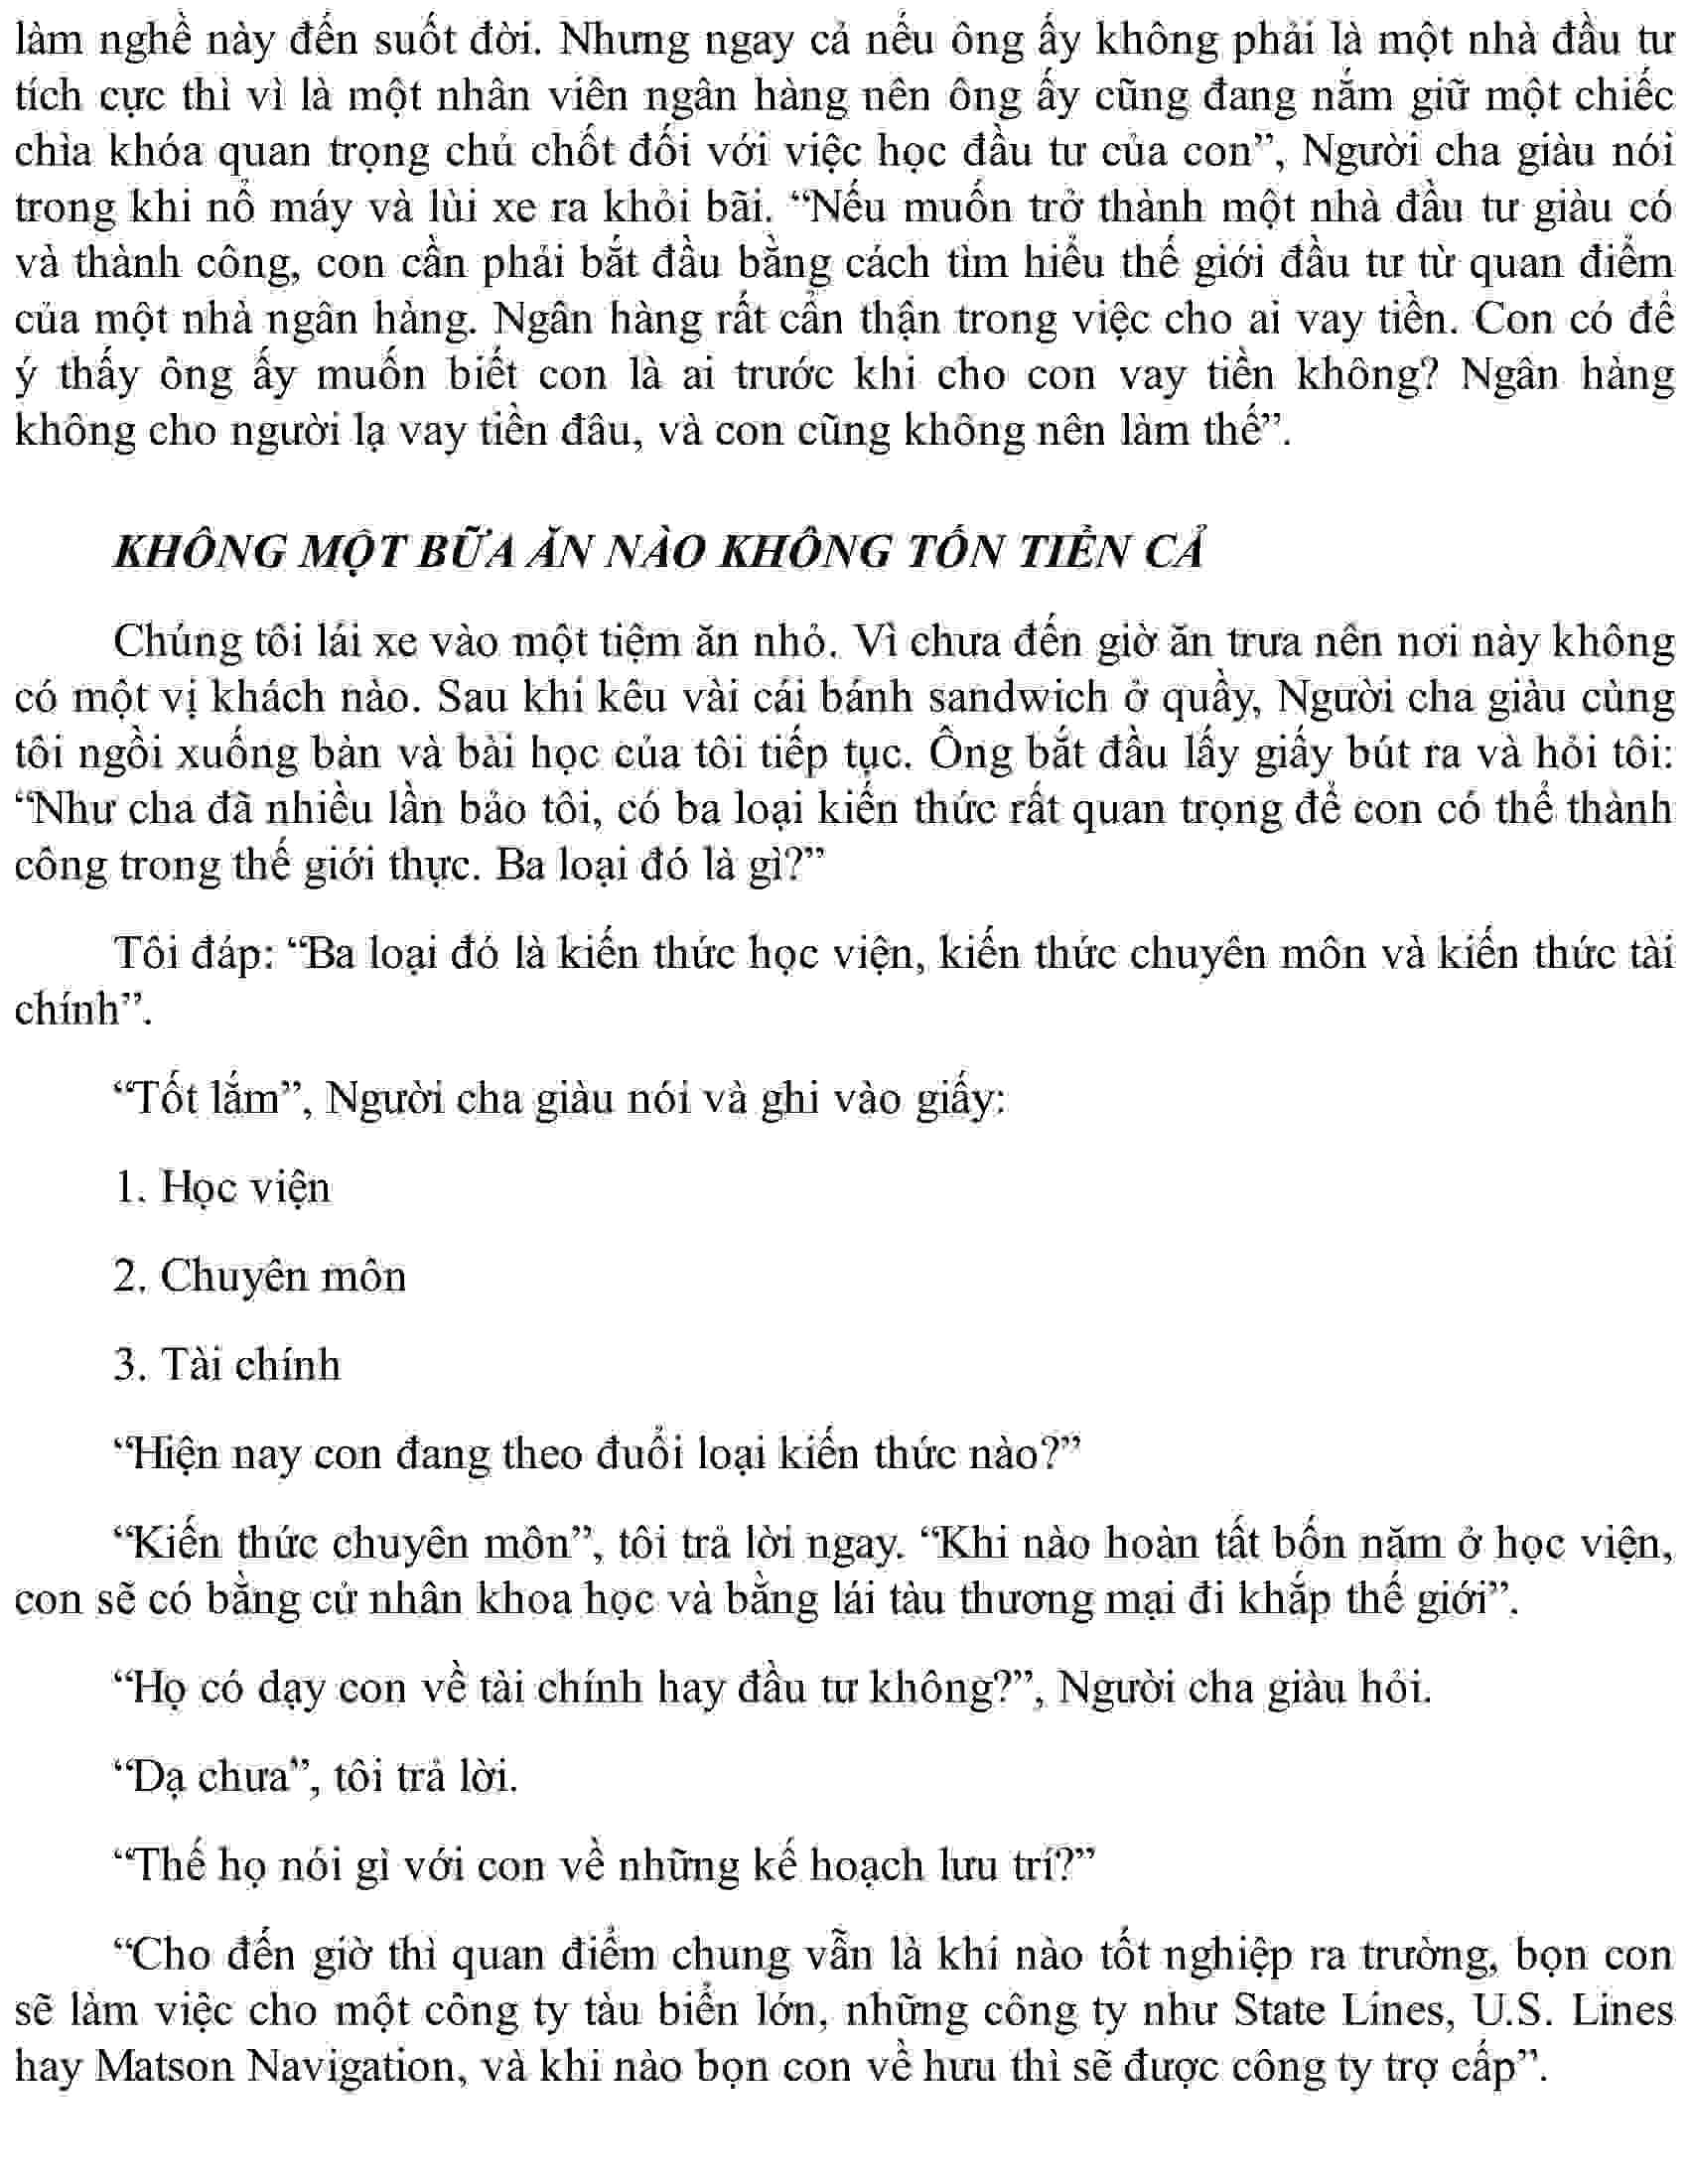 làm nghề này đến suốt đời. Nhưng ngay cả nếu ông ấy không phải là một nhà đầu tư
tích cực thì vì là một nhân viên ngân hàng nên ông ấy cũng đang nắm giữ một chiếc
chìa khóa quan trọng chủ chốt đối với việc học đầu tư của con”, Người cha giàu nói
trong khi nổ máy và lùi xe ra khỏi bãi. “Nếu muốn trở thành một nhà đầu tư giàu có
và thành công, con cần phải bắt đầu bằng cách tìm hiểu thế giới đầu tư từ quan điểm
của một nhà ngân hàng. Ngân hàng rất cẩn thận trong việc cho ai vay tiền. Con có để
ý thấy ông ấy muốn biết con là ai trước khi cho con vay tiền không? Ngân hàng
không cho người lạ vay tiền đâu, và con cũng không nên làm thế”.
KHÔNG MỘT BỮA ĂN NÀO KHÔNG TỐN TIỀN CẢ
Chúng tôi lái xe vào một tiệm ăn nhỏ. Vì chưa đến giờ ăn trưa nên nơi này không
có một vị khách nào. Sau khi kêu vài cái bánh sandwich ở quầy, Người cha giàu cùng
tôi ngồi xuống bàn và bài học của tôi tiếp tục. Ông bắt đầu lấy giấy bút ra và hỏi tôi:
“Như cha đã nhiều lần bảo tôi, có ba loại kiến thức rất quan trọng để con có thể thành
công trong thế giới thực. Ba loại đó là gì?”
Tôi đáp: “Ba loại đó là kiến thức học viện, kiến thức chuyên môn và kiến thức tài
chính”.
“Tốt lắm”, Người cha giàu nói và ghi vào giấy:
1. Học viện
2. Chuyên môn
3. Tài chính
“Hiện nay con đang theo đuổi loại kiến thức nào?”
“Kiến thức chuyên môn”, tôi trả lời ngay. “Khi nào hoàn tất bốn năm ở học viện,
con sẽ có bằng cử nhân khoa học và bằng lái tàu thương mại đi khắp thế giới”.
“Họ có dạy con về tài chính hay đầu tư không?”, Người cha giàu hỏi.
“Dạ chưa”, tôi trả lời.
“Thế họ nói gì với con về những kế hoạch lưu trí?”
“Cho đến giờ thì quan điểm chung vẫn là khi nào tốt nghiệp ra trường, bọn con
sẽ làm việc cho một công ty tàu biển lớn, những công ty như State Lines, U.S. Lines
hay Matson Navigation, và khi nào bọn con về hưu thì sẽ được công ty trợ cấp”.